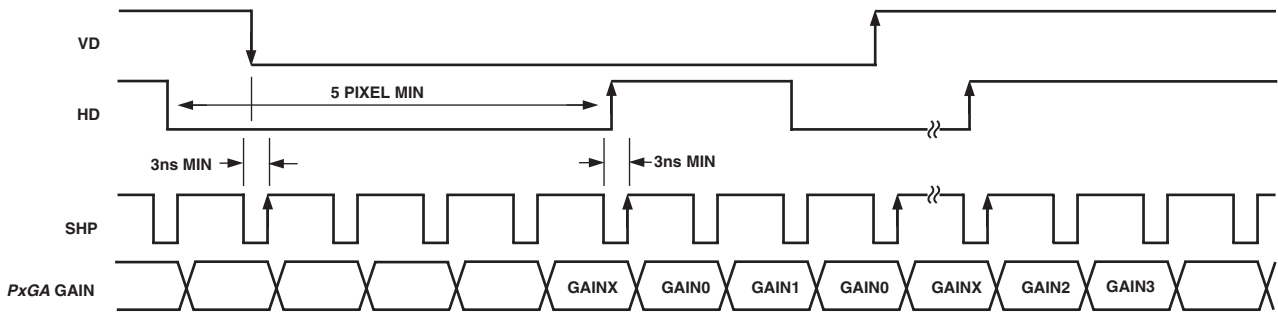 VD
5 PIXEL MIN
HD
3ns MIN
3ns MIN
SHP
PxGA GAIN
GAINX
GAIN0
GAIN1
GAIN0
GAINX
GAIN2
GAIN3